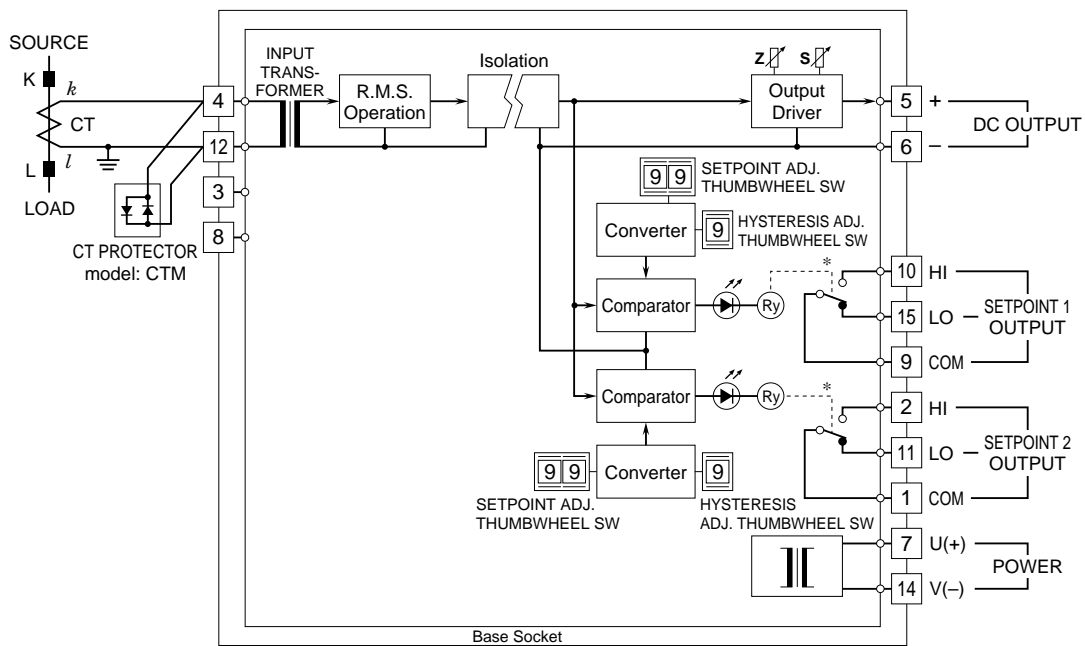 SOURCE
K
k
CT
L
l
LOAD
CT PROTECTOR
model: CTM
4
12
3
8
INPUT
TRANS-
FORMER
R.M.S.
Operation
Isolation
Z
S
Output
Driver
5
+
6
–
DC OUTPUT
9 9
SETPOINT ADJ.
THUMBWHEEL SW
Converter
9
HYSTERESIS ADJ.
THUMBWHEEL SW
Comparator
Ry
*
10
HI
15
LO
9
COM
SETPOINT 1
OUTPUT
Comparator
Ry
*
2
HI
11
LO
1
COM
SETPOINT 2
OUTPUT
9 9
Converter
9
SETPOINT ADJ.
THUMBWHEEL SW
HYSTERESIS
ADJ. THUMBWHEEL SW
7
U(+)
14
V(–)
POWER
Base Socket